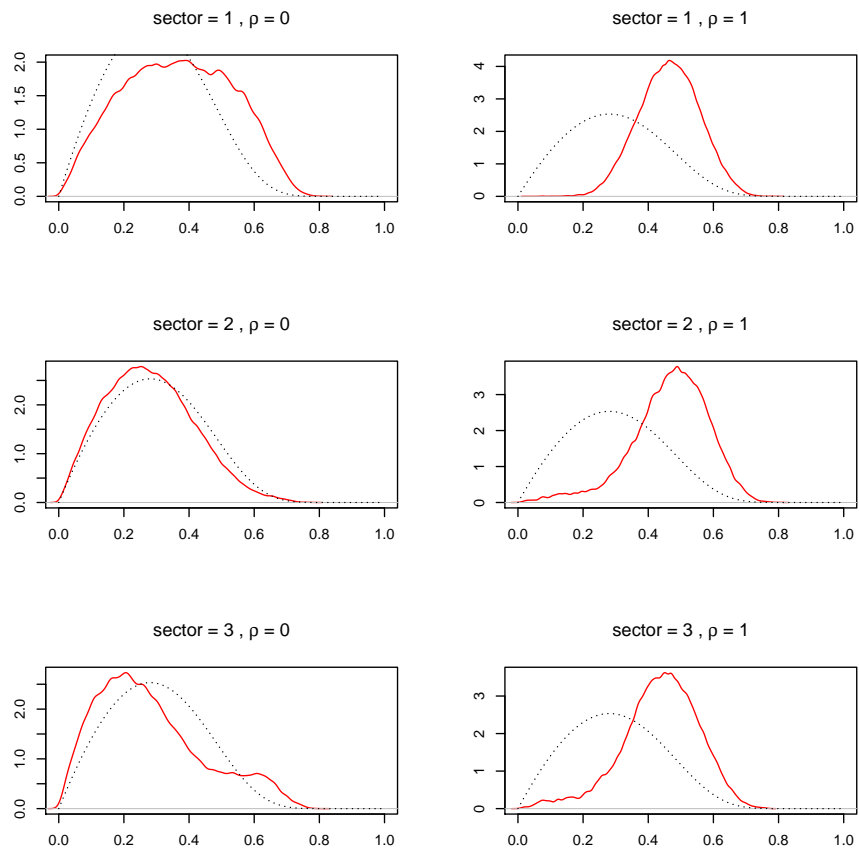 sector = 1 , ρ = 0
0.0 0.5 1.0 1.5 2.0
0.0 0.2 0.4 0.6 0.8 1.0
sector = 1 , ρ = 1
0 1 2 3 4
0.0 0.2 0.4 0.6 0.8 1.0
sector = 2 , ρ = 0
0.0 1.0 2.0
0.0 0.2 0.4 0.6 0.8 1.0
sector = 2 , ρ = 1
0 1 2 3
0.0 0.2 0.4 0.6 0.8 1.0
sector = 3 , ρ = 0
0.0 1.0 2.0
0.0 0.2 0.4 0.6 0.8 1.0
sector = 3 , ρ = 1
0 1 2 3
0.0 0.2 0.4 0.6 0.8 1.0